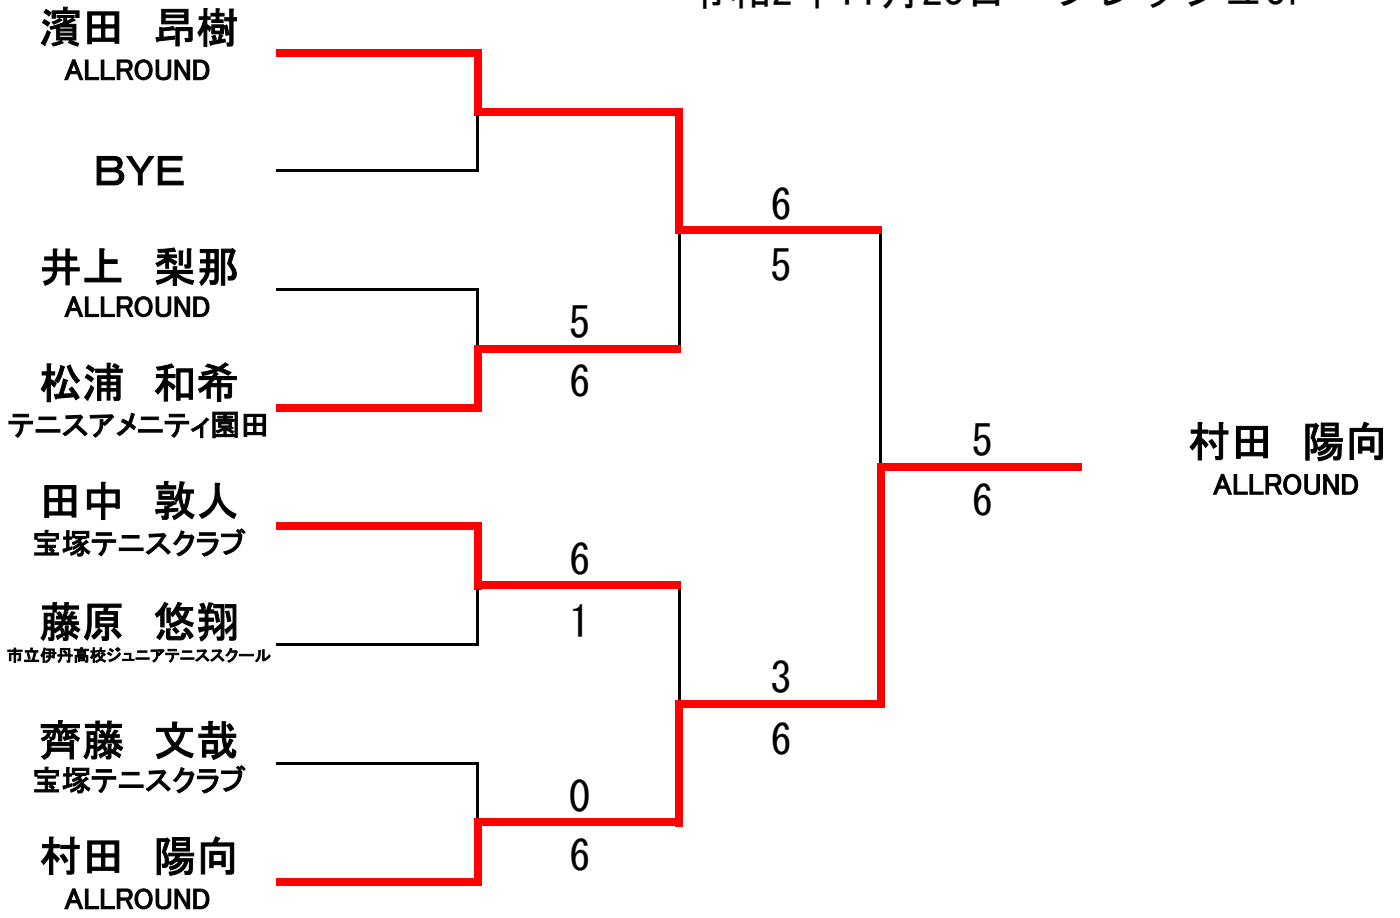 濱田 昂樹
ALLROUND
BYE
井上 梨那
ALLROUND
松浦 和希
テニスアメニティ園田
田中 敦人
宝塚テニスクラブ
藤原 悠翔
市立伊丹高校ジュニアテニススクール
齊藤 文哉
宝塚テニスクラブ
村田 陽向
ALLROUND
5
6
6
1
0
6
6
5
3
6
5
6
村田 陽向
ALLROUND